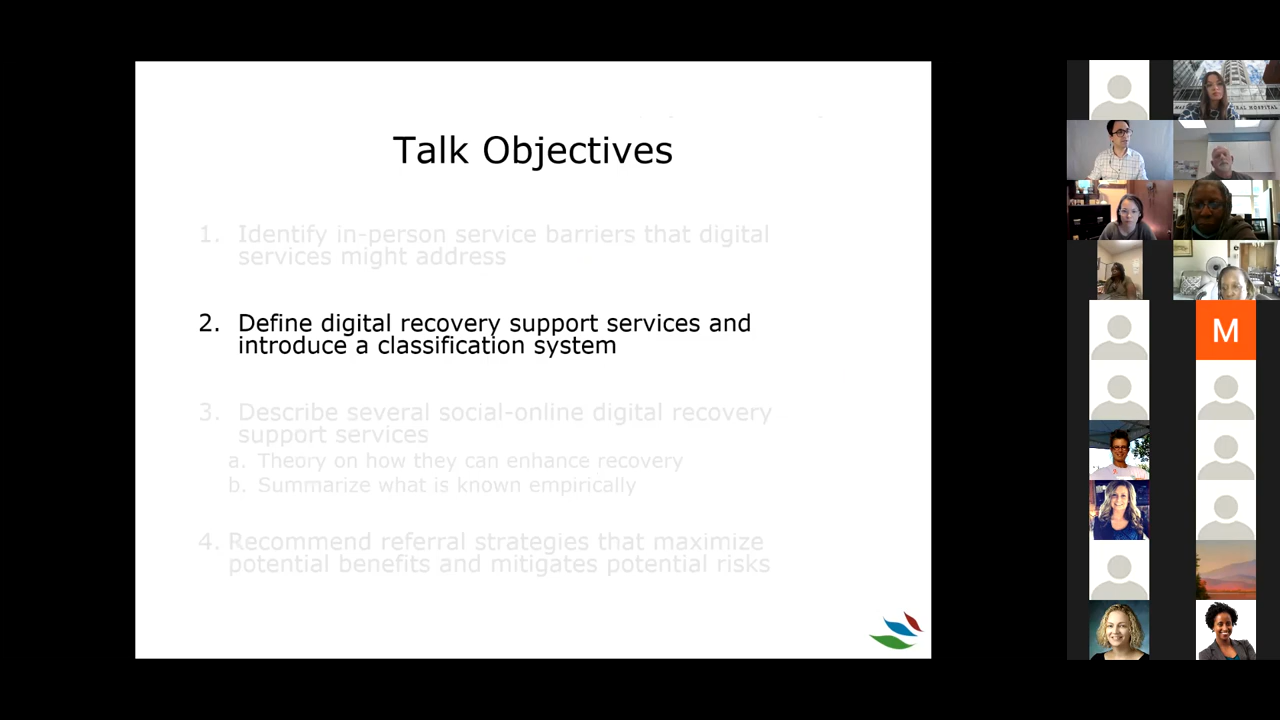 Talk Objectives
1. Identify in-person service barriers that digital
services might address
2. Define digital recovery support services and
introduce a classification system
3. Describe several social-online digital recovery
support services
a. Theory on how they can enhance recovery
b. Summarize what is known empirically
4. Recommend referral strategies that maximize
potential benefits and mitigates potential risks
M
HOSPITAL